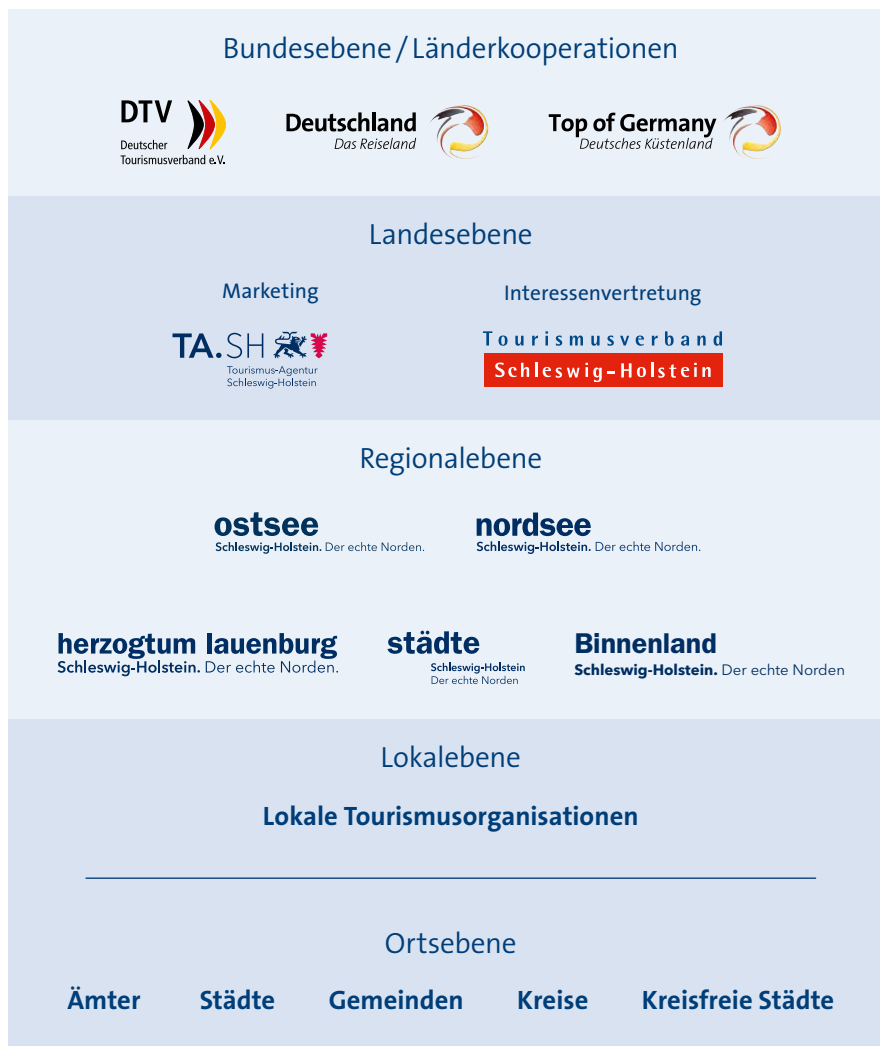 Bundesebene / Länderkooperationen
DTV
Deutscher
Tourismusverband e.V.
Deutschland
Das Reiseland
Top of Germany
Deutsches Küstenland
Landesebene
Marketing
TA.SH
Tourismus-Agentur
Schleswig-Holstein
Interessenvertretung
Tourismusverband
Schleswig-Holstein
Regionalebene
ostsee
Schleswig-Holstein. Der echte Norden.
nordsee
Schleswig-Holstein. Der echte Norden.
herzogtum lauenburg
Schleswig-Holstein. Der echte Norden.
städte
Schleswig-Holstein
Der echte Norden
Binnenland
Schleswig-Holstein. Der echte Norden
Lokalebene
Lokale Tourismusorganisationen
Ortsebene
Ämter Städte Gemeinden Kreise Kreisfreie Städte